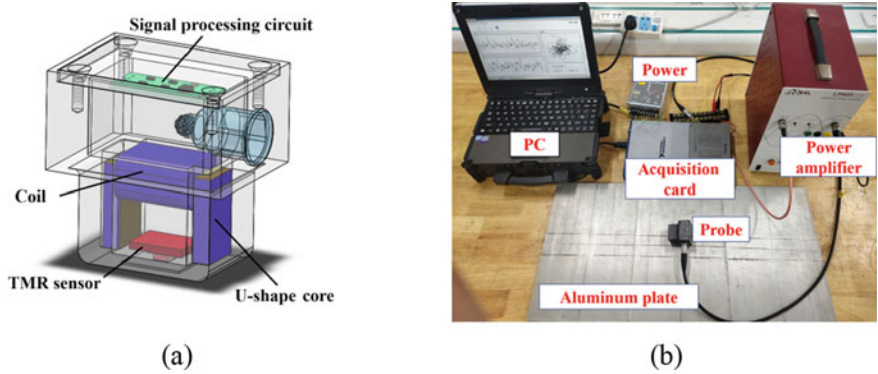 Signal processing circuit
Coil
TMR sensor
U-shape core
(a)
Power
PC
Acquisition card
Power amplifier
Probe
Aluminum plate
(b)